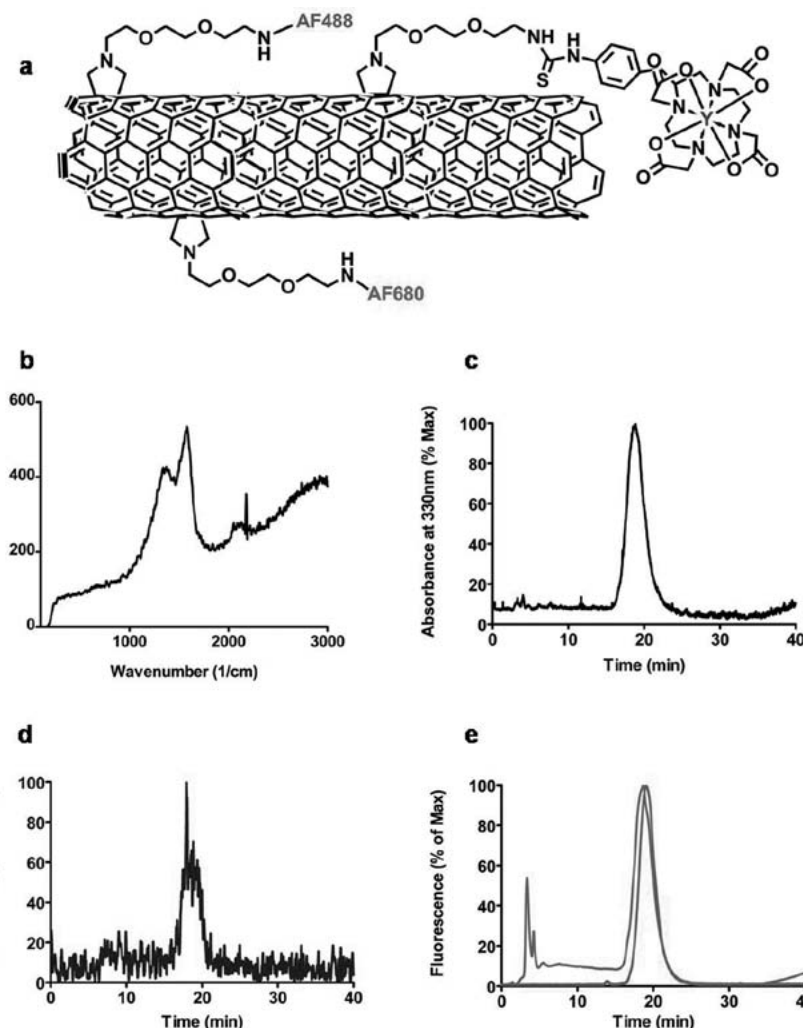 a
AF488
N
H
O
O
N
N
O
O
H
N
S
H
N
O
O
O
O
N
N
Y
N
N
O
O
O
O
N
O
O
H
N
AF680
b
600
400
200
0
1000
2000
3000
Wavenumber (1/cm)
c
Absorbance at 330nm (% Max)
100
80
60
40
20
0
0
10
20
30
40
Time (min)
d
100
80
60
40
20
0
0
10
20
30
40
Time (min)
e
Fluorescence (% of Max)
100
80
60
40
20
0
0
10
20
30
40
Time (min)